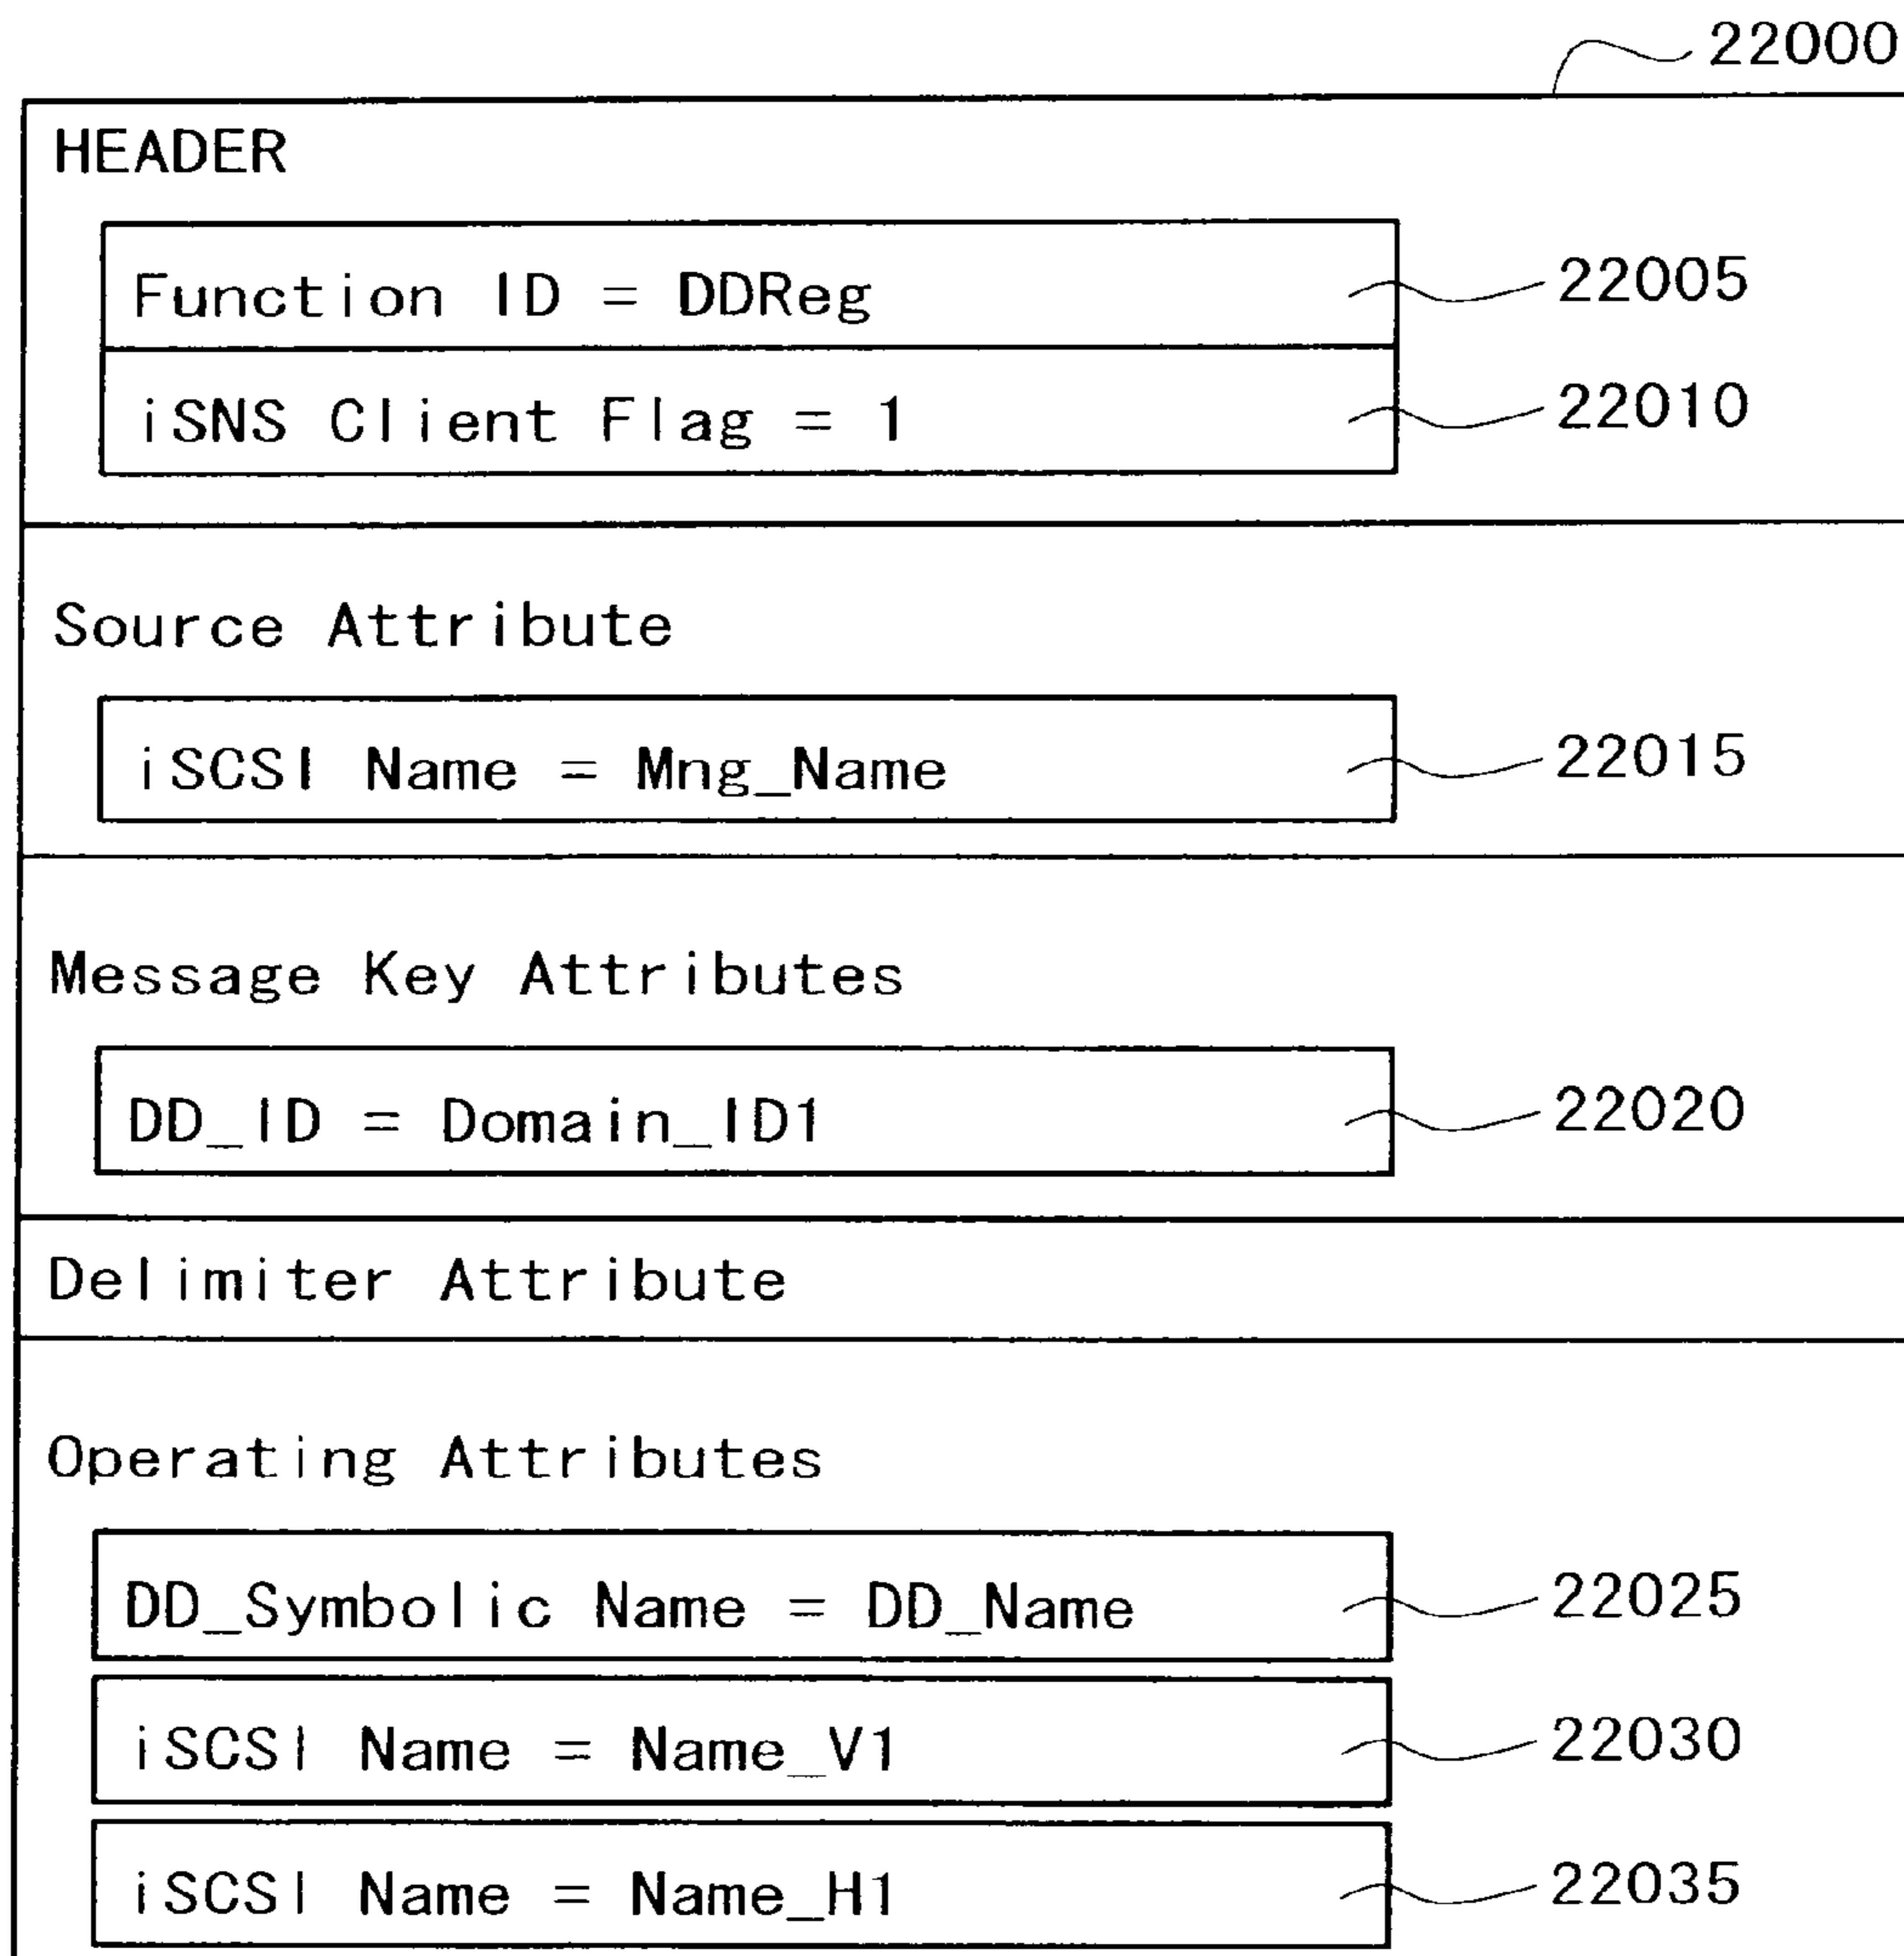 22000
HEADER
Function ID = DDReg 22005
iSNS Client Flag = 1 22010
Source Attribute
iSCSI Name = Mng_Name 22015
Message Key Attributes
DD_ID = Domain_ID1 22020
Delimiter Attribute
Operating Attributes
DD_Symbolic Name = DD_Name 22025
iSCSI Name = Name_V1 22030
iSCSI Name = Name_H1 22035